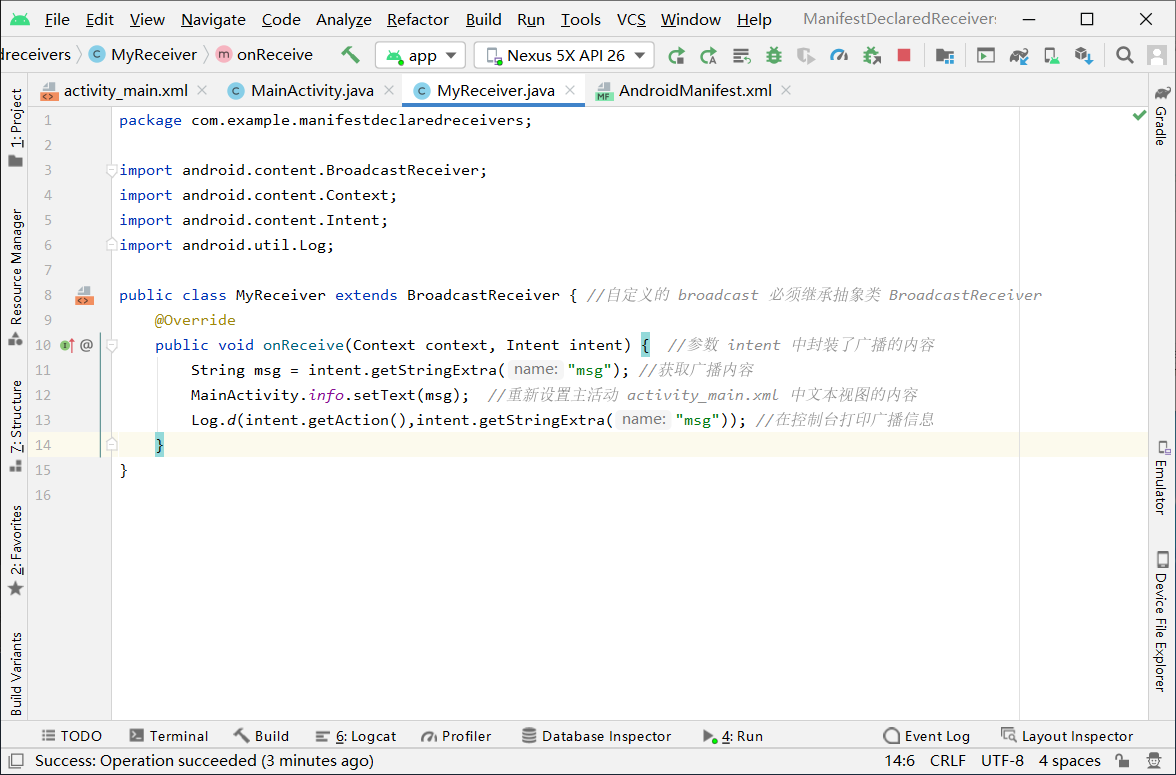 File Edit View Navigate Code Analyze Refactor Build Run Tools VCS Window Help ManifestDeclaredReceivers
dreceivers C MyReceiver m onReceive app Nexus 5X API 26
activity_main.xml C MainActivity.java C MyReceiver.java MF AndroidManifest.xml
1: Project
Resource Manager
Z: Structure
2: Favorites
Build Variants
1 package com.example.manifestdeclaredreceivers;
2
3 import android.content.BroadcastReceiver;
4 import android.content.Context;
5 import android.content.Intent;
6 import android.util.Log;
7
8 public class MyReceiver extends BroadcastReceiver { //自定义的 broadcast 必须继承抽象类 BroadcastReceiver
9 @Override
10 public void onReceive(Context context, Intent intent) { //参数 intent 中封装了广播的内容
11 String msg = intent.getStringExtra( name: "msg"); //获取广播内容
12 MainActivity.info.setText(msg); //重新设置主活动 activity_main.xml 中文本视图的内容
13 Log.d(intent.getAction(),intent.getStringExtra( name: "msg")); //在控制台打印广播信息
14 }
15 }
16
Gradle
Emulator
Device File Explorer
TODO Terminal Build 6: Logcat Profiler Database Inspector 4: Run Event Log Layout Inspector
Success: Operation succeeded (3 minutes ago) 14:6 CRLF UTF-8 4 spaces